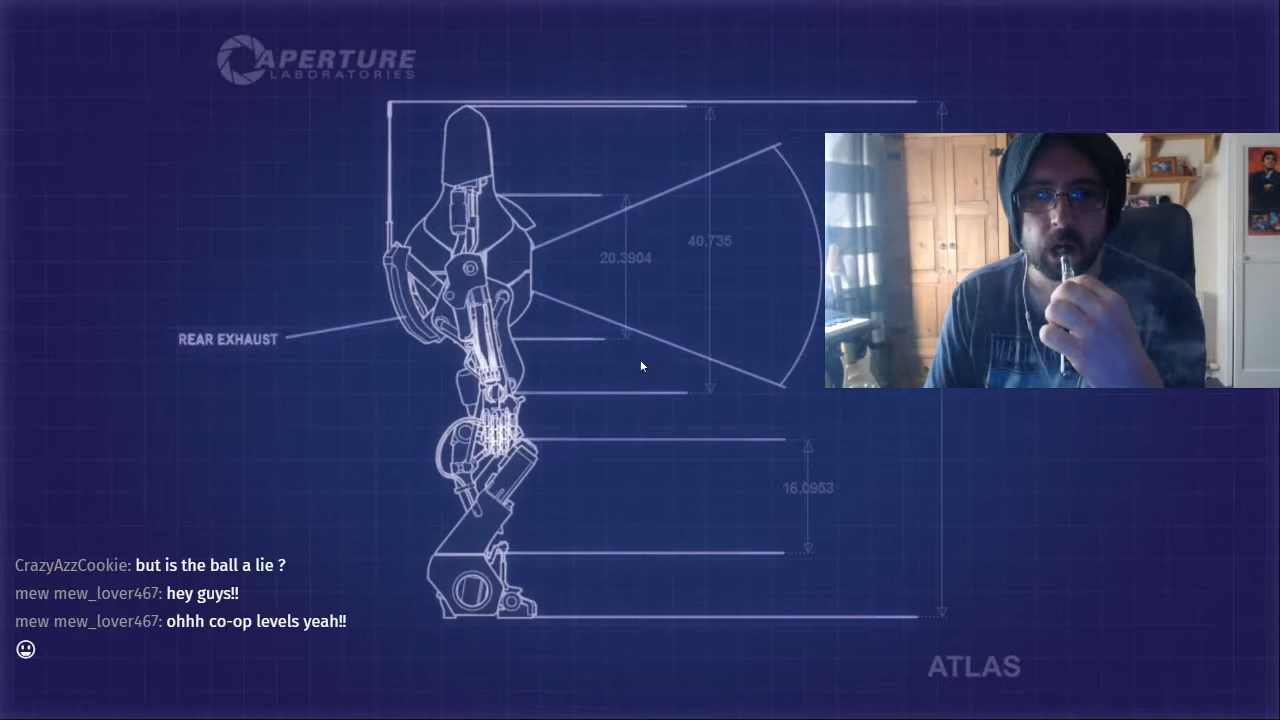 APERTURE
LABORATORIES
40.735
20.3904
REAR EXHAUST
16.0953
CrazyAzzCookie: but is the ball a lie ?
mew mew_lover467: hey guys!!
mew mew_lover467: ohhh co-op levels yeah!!
ATLAS